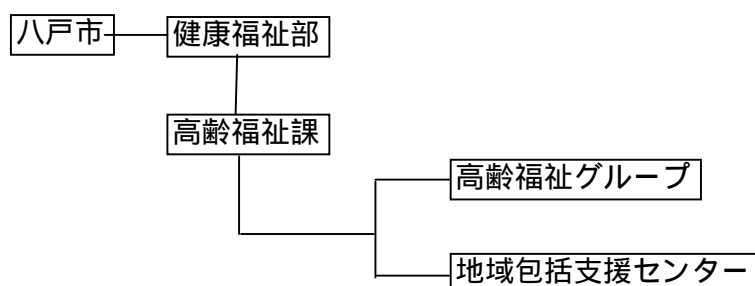 八戸市
健康福祉部
高齢福祉課
高齢福祉グループ
地域包括支援センター